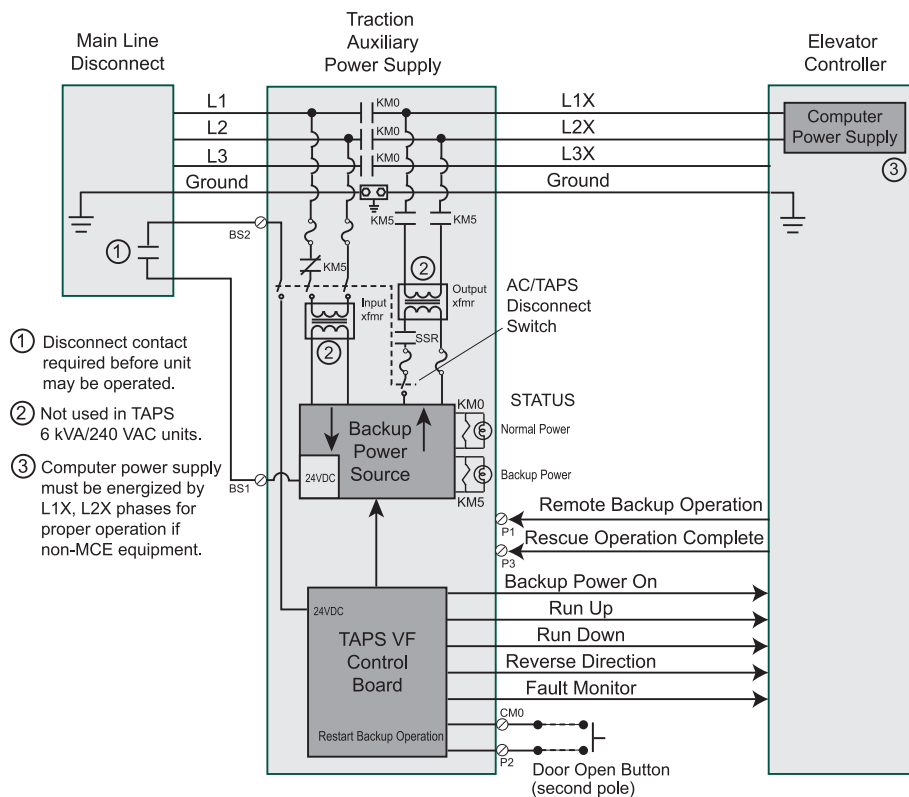 Main Line
Disconnect
Traction
Auxiliary
Power Supply
Elevator
Controller
L1
KM0
L1X
L2
KM0
L2X
L3
KM0
L3X
Ground
Ground
Computer
Power Supply
3
BS2
KM5
KM5
1
KM5
2
Input
xfmr
Output
xfmr
2
SSR
AC/TAPS
Disconnect
Switch
1 Disconnect contact
required before unit
may be operated.
2 Not used in TAPS
6 kVA/240 VAC units.
3 Computer power supply
must be energized by
L1X, L2X phases for
proper operation if
non-MCE equipment.
Backup
Power
Source
24VDC
BS1
KM0
STATUS
Normal Power
Backup Power
KM5
P1
Remote Backup Operation
P3
Rescue Operation Complete
Backup Power On
Run Up
Run Down
Reverse Direction
Fault Monitor
24VDC
TAPS VF
Control
Board
Restart Backup Operation
CM0
P2
Door Open Button
(second pole)